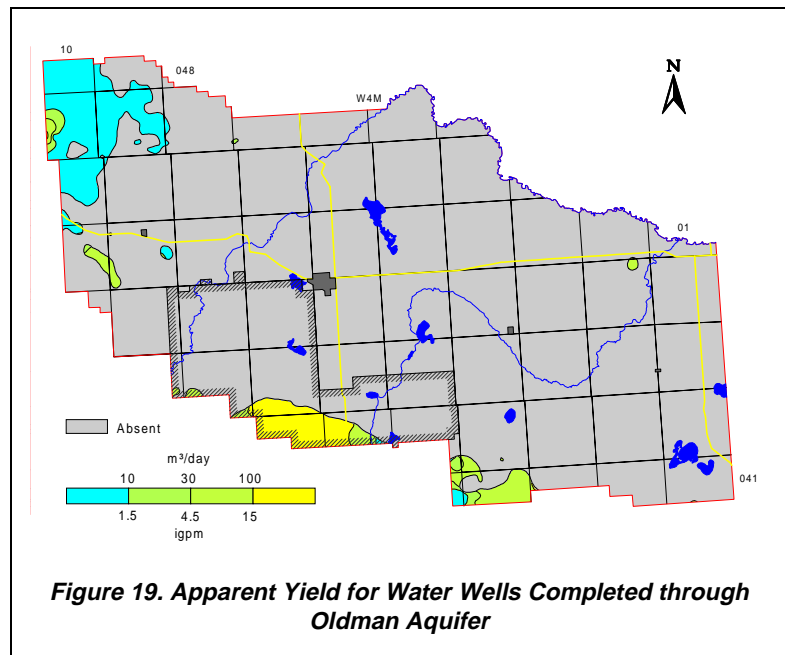 10
048
W4M
N
01
Absent
m³/day
10 30 100
1.5 4.5 15
igpm
041
Figure 19. Apparent Yield for Water Wells Completed through
Oldman Aquifer